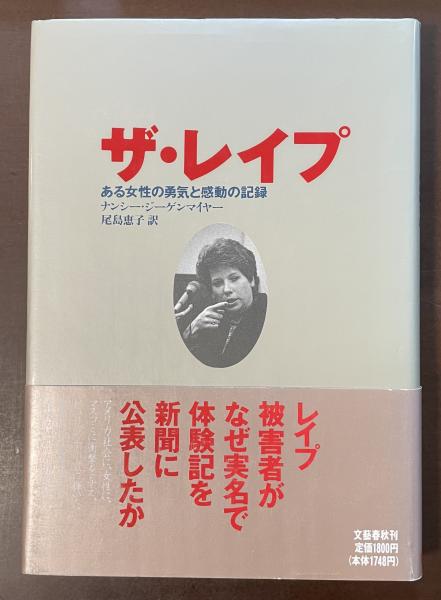 ザ・レイプ
ある女性の勇気と感動の記録
ナンシー・ジーゲンマイヤー
尾島恵子 訳
レイプ
被害者が
なぜ実名で
体験記を
新聞に
公表したか
文藝春秋刊
定価1800円
(本体1748円)